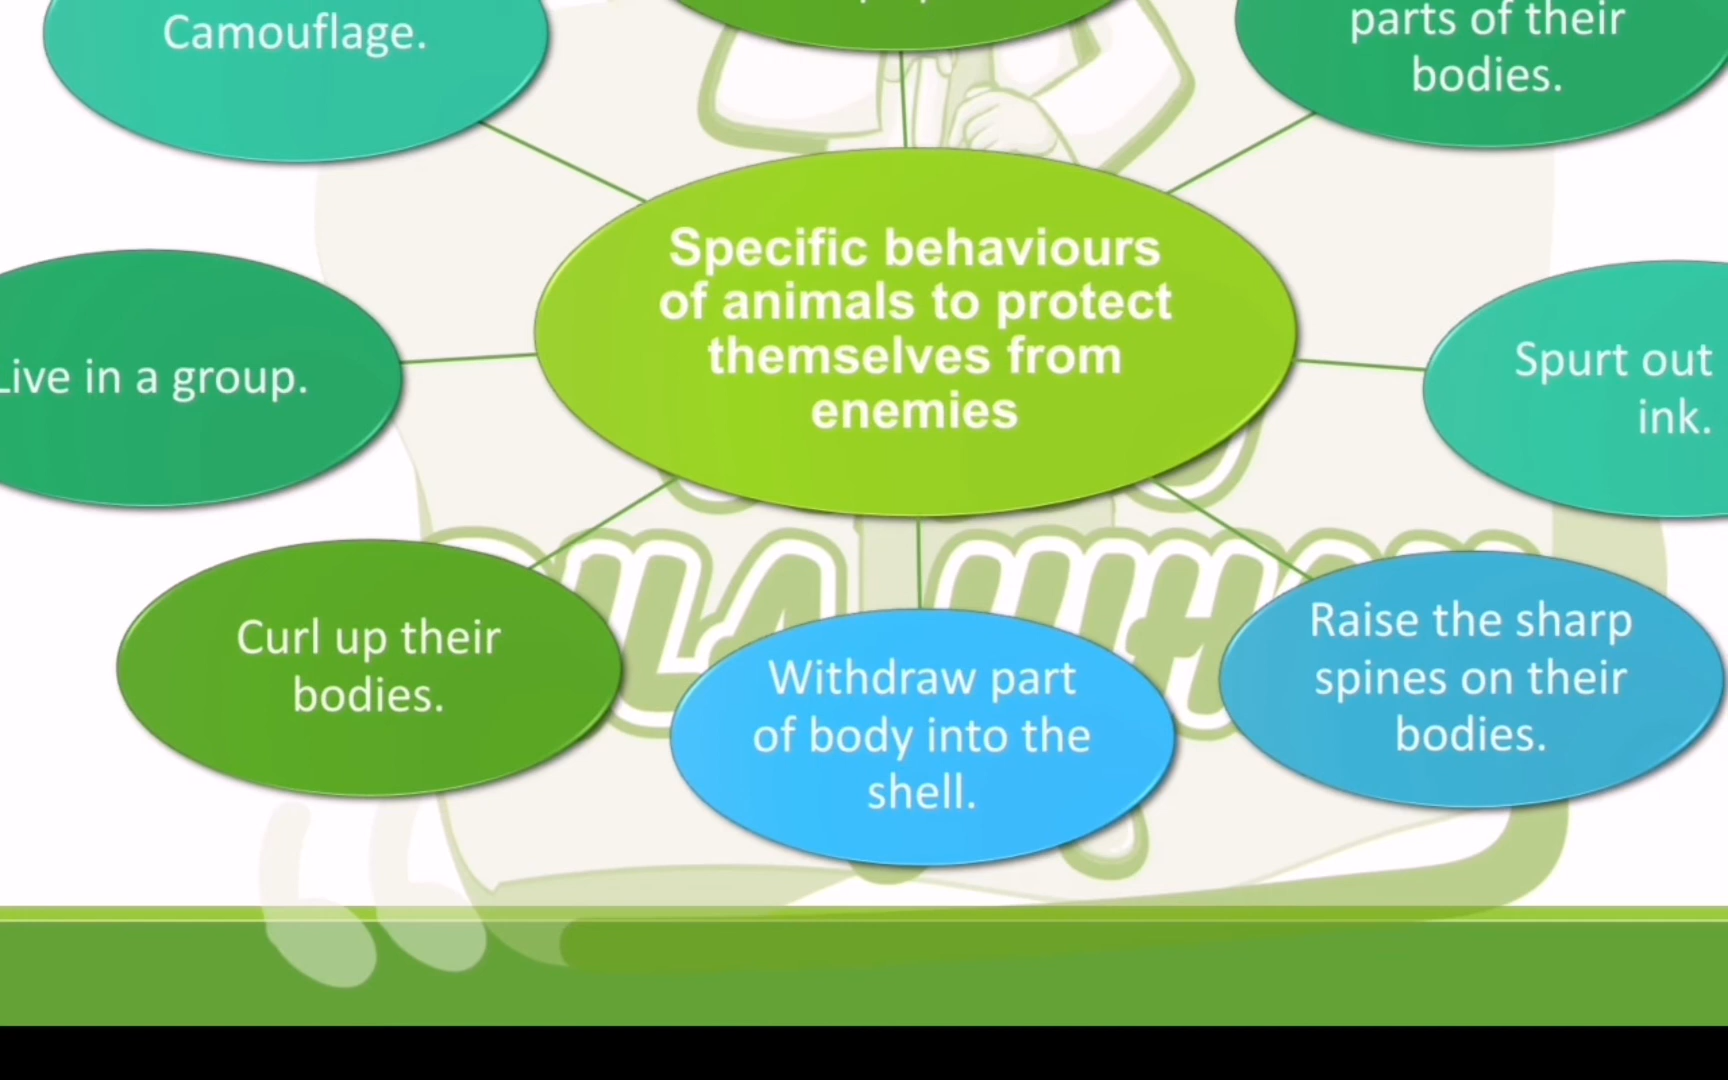 Camouflage.
parts of their
bodies.
Specific behaviours
of animals to protect
themselves from
enemies
Live in a group.
Spurt out
ink.
Curl up their
bodies.
Withdraw part
of body into the
shell.
Raise the sharp
spines on their
bodies.